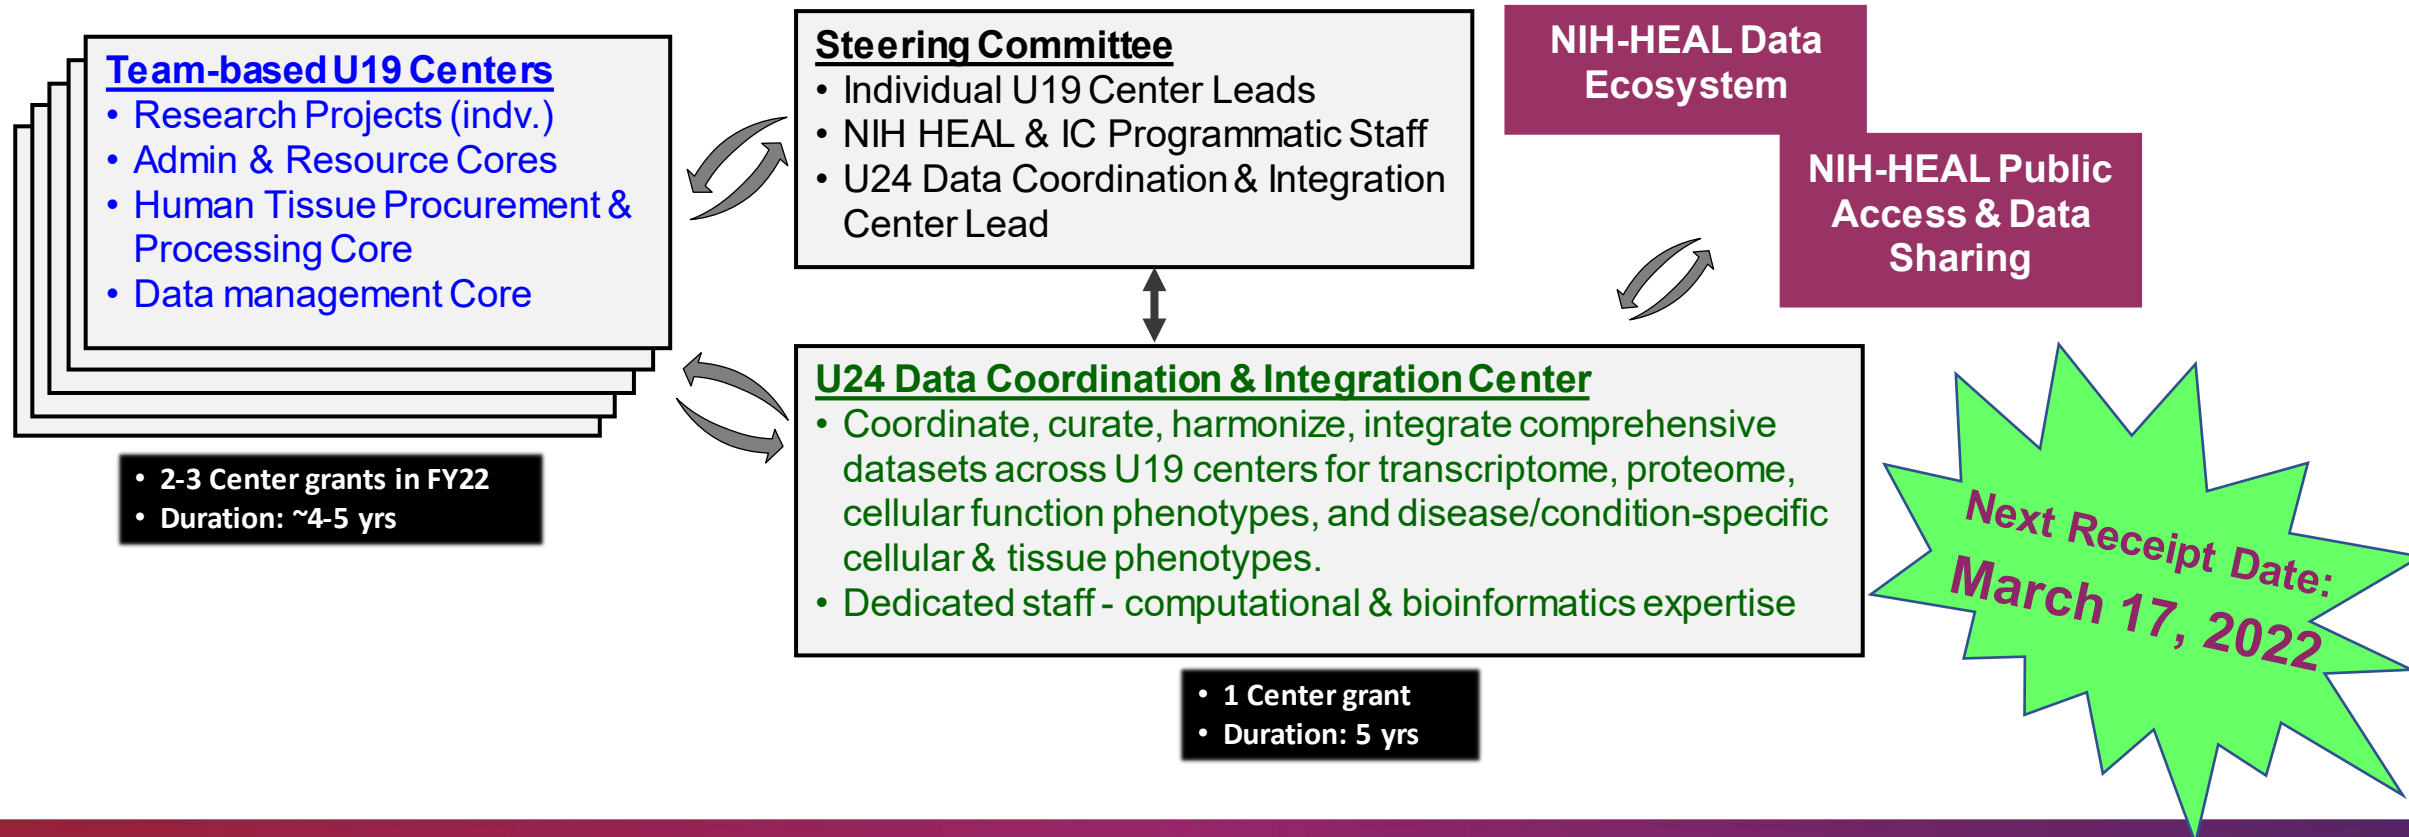 Team-based U19 Centers
• Research Projects (indv.)
• Admin & Resource Cores
• Human Tissue Procurement &
Processing Core
• Data management Core
• 2-3 Center grants in FY22
• Duration: ~4-5 yrs
Steering Committee
• Individual U19 Center Leads
• NIH HEAL & IC Programmatic Staff
• U24 Data Coordination & Integration
Center Lead
NIH-HEAL Data
Ecosystem
NIH-HEAL Public
Access & Data
Sharing
U24 Data Coordination & Integration Center
• Coordinate, curate, harmonize, integrate comprehensive
datasets across U19 centers for transcriptome, proteome,
cellular function phenotypes, and disease/condition-specific
cellular & tissue phenotypes.
• Dedicated staff - computational & bioinformatics expertise
• 1 Center grant
• Duration: 5 yrs
Next Receipt Date:
March 17, 2022